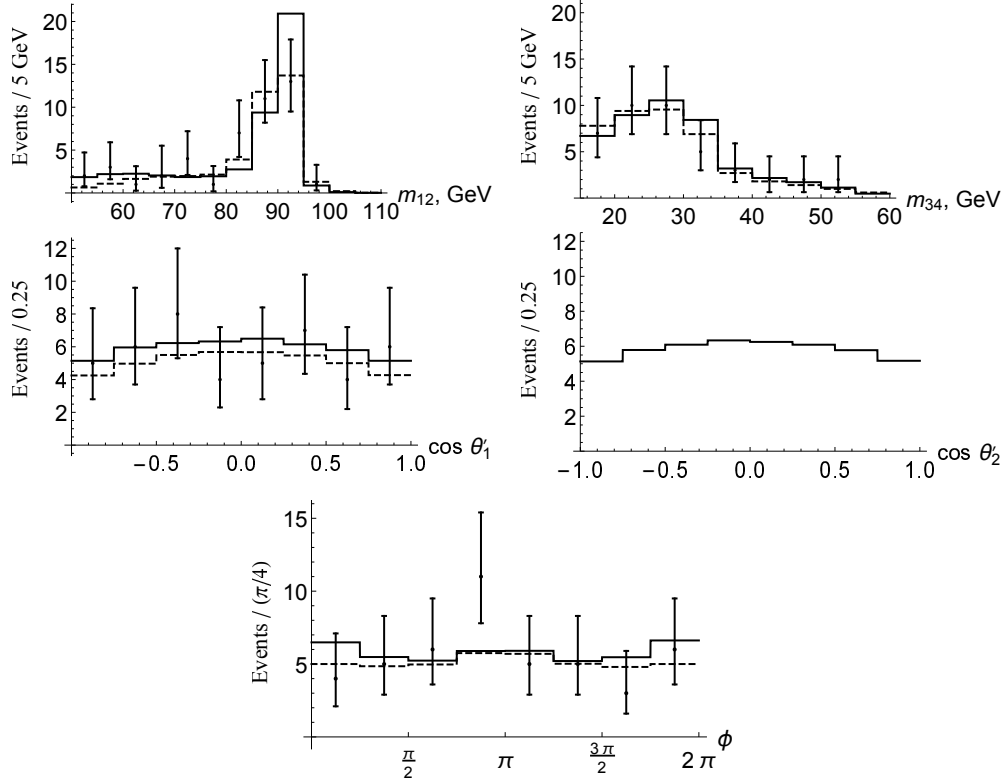 Events / 5 GeV
20
15
10
5
60 70 80 90 100 110
m12, GeV
Events / 5 GeV
20
15
10
5
20 30 40 50 60
m34, GeV
Events / 0.25
12
10
8
6
4
2
−0.5 0.0 0.5 1.0
cos θ′1
Events / 0.25
12
10
8
6
4
2
−1.0 −0.5 0.0 0.5 1.0
cos θ′2
Events / (π/4)
15
10
5
π/2 π 3π/2 2π
ϕ